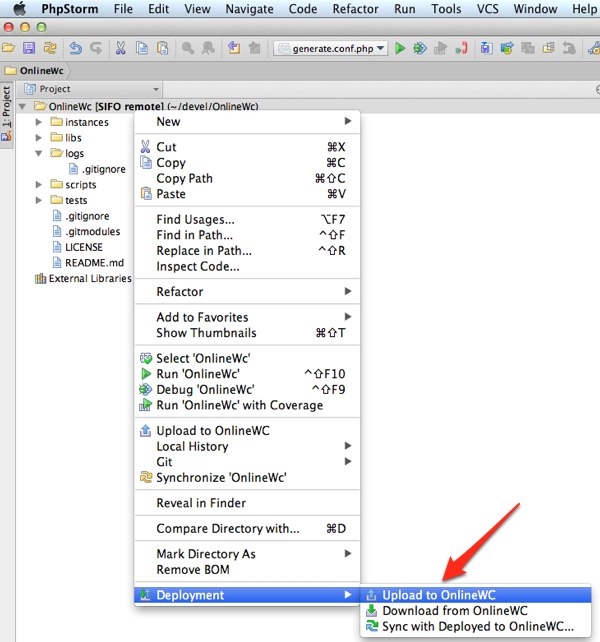 PhpStorm File Edit View Navigate Code Refactor Run Tools VCS Window Help
generate.conf.php
OnlineWc
1: Project
Project
OnlineWc [SIFO remote] (~/devel/OnlineWc)
instances
libs
logs
.gitignore
scripts
tests
.gitignore
.gitmodules
LICENSE
README.md
External Libraries
New
Cut ⌘X
Copy ⌘C
Copy Path ⌘⇧C
Paste ⌘V
Find Usages... ⌥F7
Find in Path... ⌃⇧F
Replace in Path... ⌃⇧R
Inspect Code...
Refactor
Add to Favorites
Show Thumbnails ⌘⇧T
Select 'OnlineWc'
Run 'OnlineWc' ⌃⇧F10
Debug 'OnlineWc' ⌃⇧F9
Run 'OnlineWc' with Coverage
Upload to OnlineWC
Local History
Git
Synchronize 'OnlineWc'
Reveal in Finder
Compare Directory with... ⌘D
Mark Directory As
Remove BOM
Deployment
Upload to OnlineWC
Download from OnlineWC
Sync with Deployed to OnlineWC...